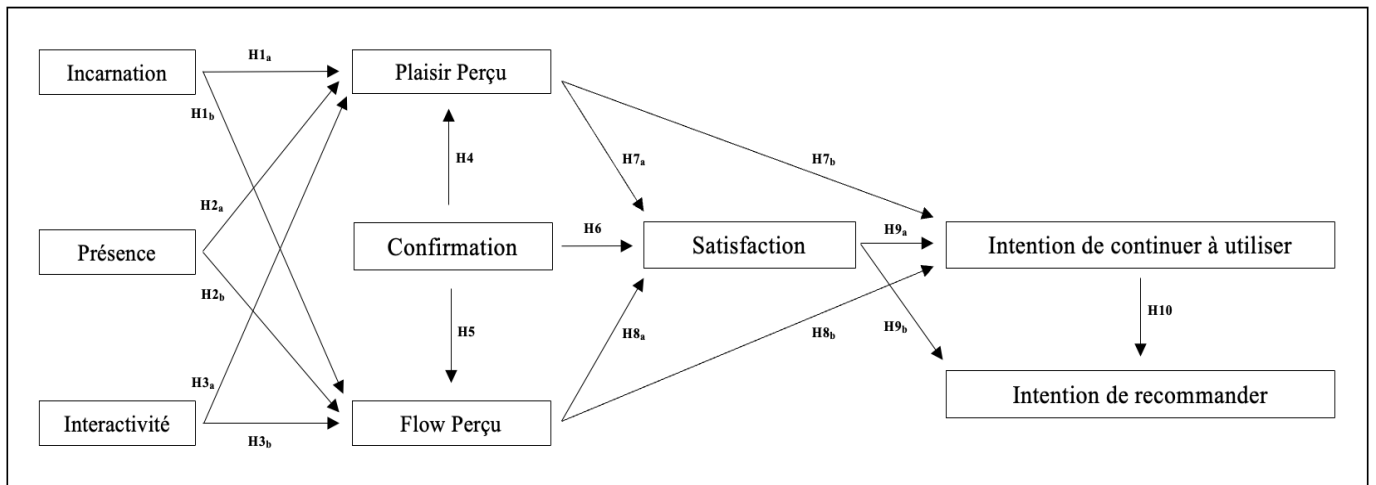 H1a
Incarnation
Plaisir Perçu
H1b
H4
H7a
H7b
H2a
Présence
Confirmation
H6
Satisfaction
H9a
Intention de continuer à utiliser
H2b
H5
H8a
H8b
H9b
H10
H3a
Intention de recommander
Interactivité
Flow Perçu
H3b